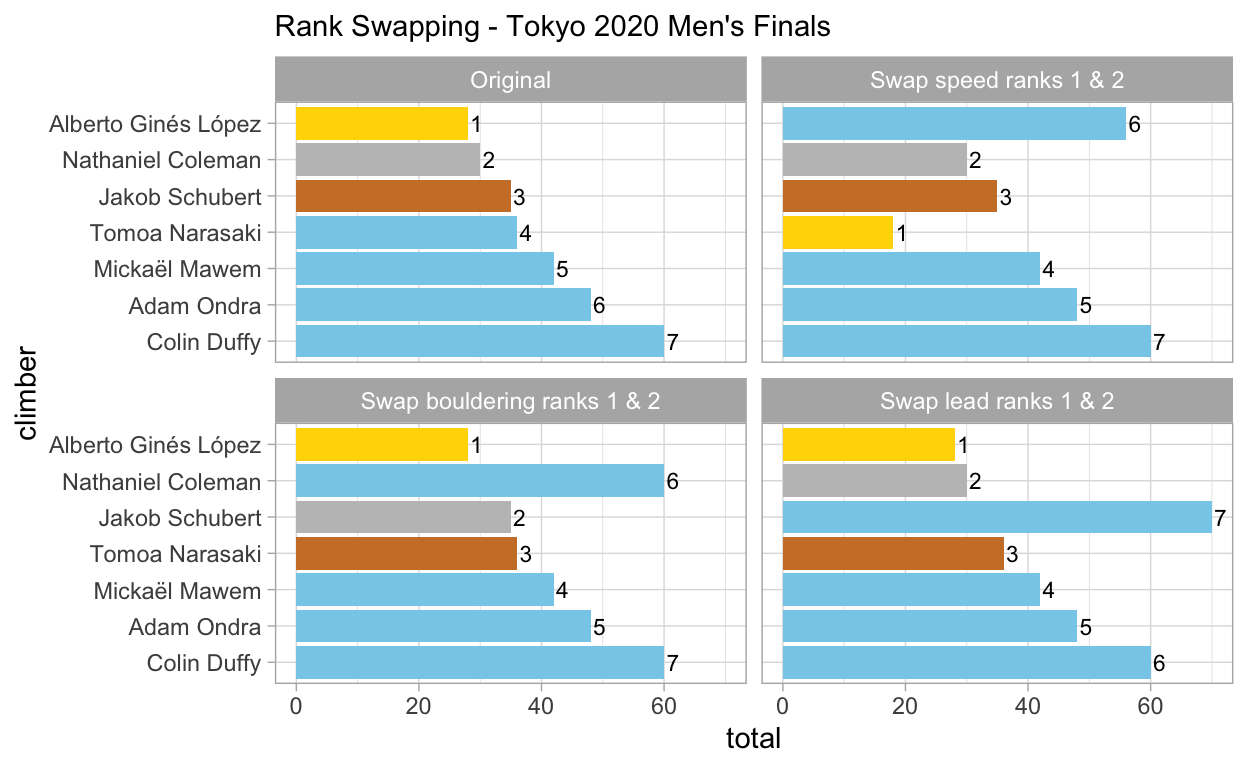 Rank Swapping - Tokyo 2020 Men's Finals
Original
Swap speed ranks 1 & 2
Alberto Ginés López 1 6
Nathaniel Coleman 2 2
Jakob Schubert 3 3
Tomoa Narasaki 4 1
Mickaël Mawem 5 4
Adam Ondra 6 5
Colin Duffy 7 7
climber
Swap bouldering ranks 1 & 2
Swap lead ranks 1 & 2
Alberto Ginés López 1 1
Nathaniel Coleman 6 2
Jakob Schubert 2 7
Tomoa Narasaki 3 3
Mickaël Mawem 4 4
Adam Ondra 5 5
Colin Duffy 7 6
0 20 40 60 0 20 40 60
total